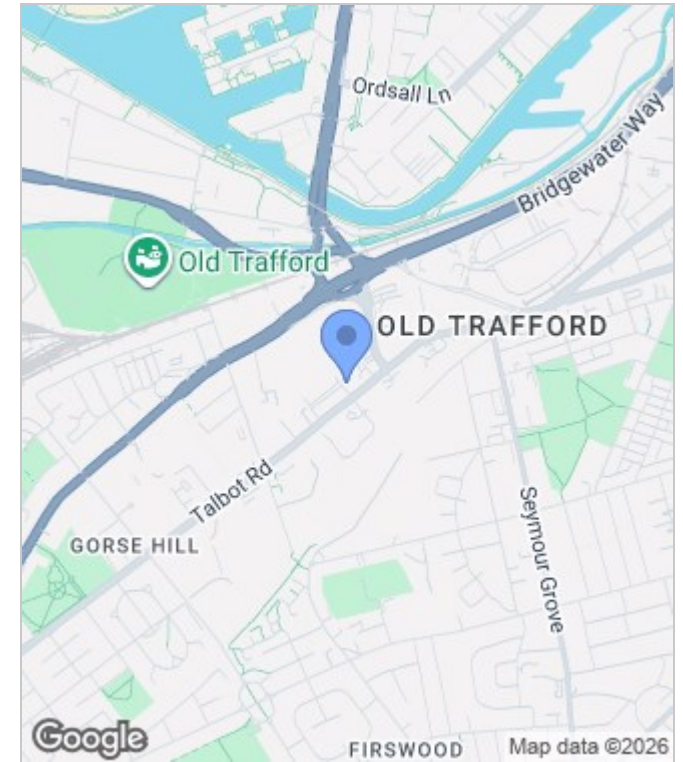 Ordsall Ln
Bridgewater Way
Old Trafford
OLD TRAFFORD
Talbot Rd
Seymour Grove
GORSE HILL
FIRSWOOD
Google
Map data ©2026